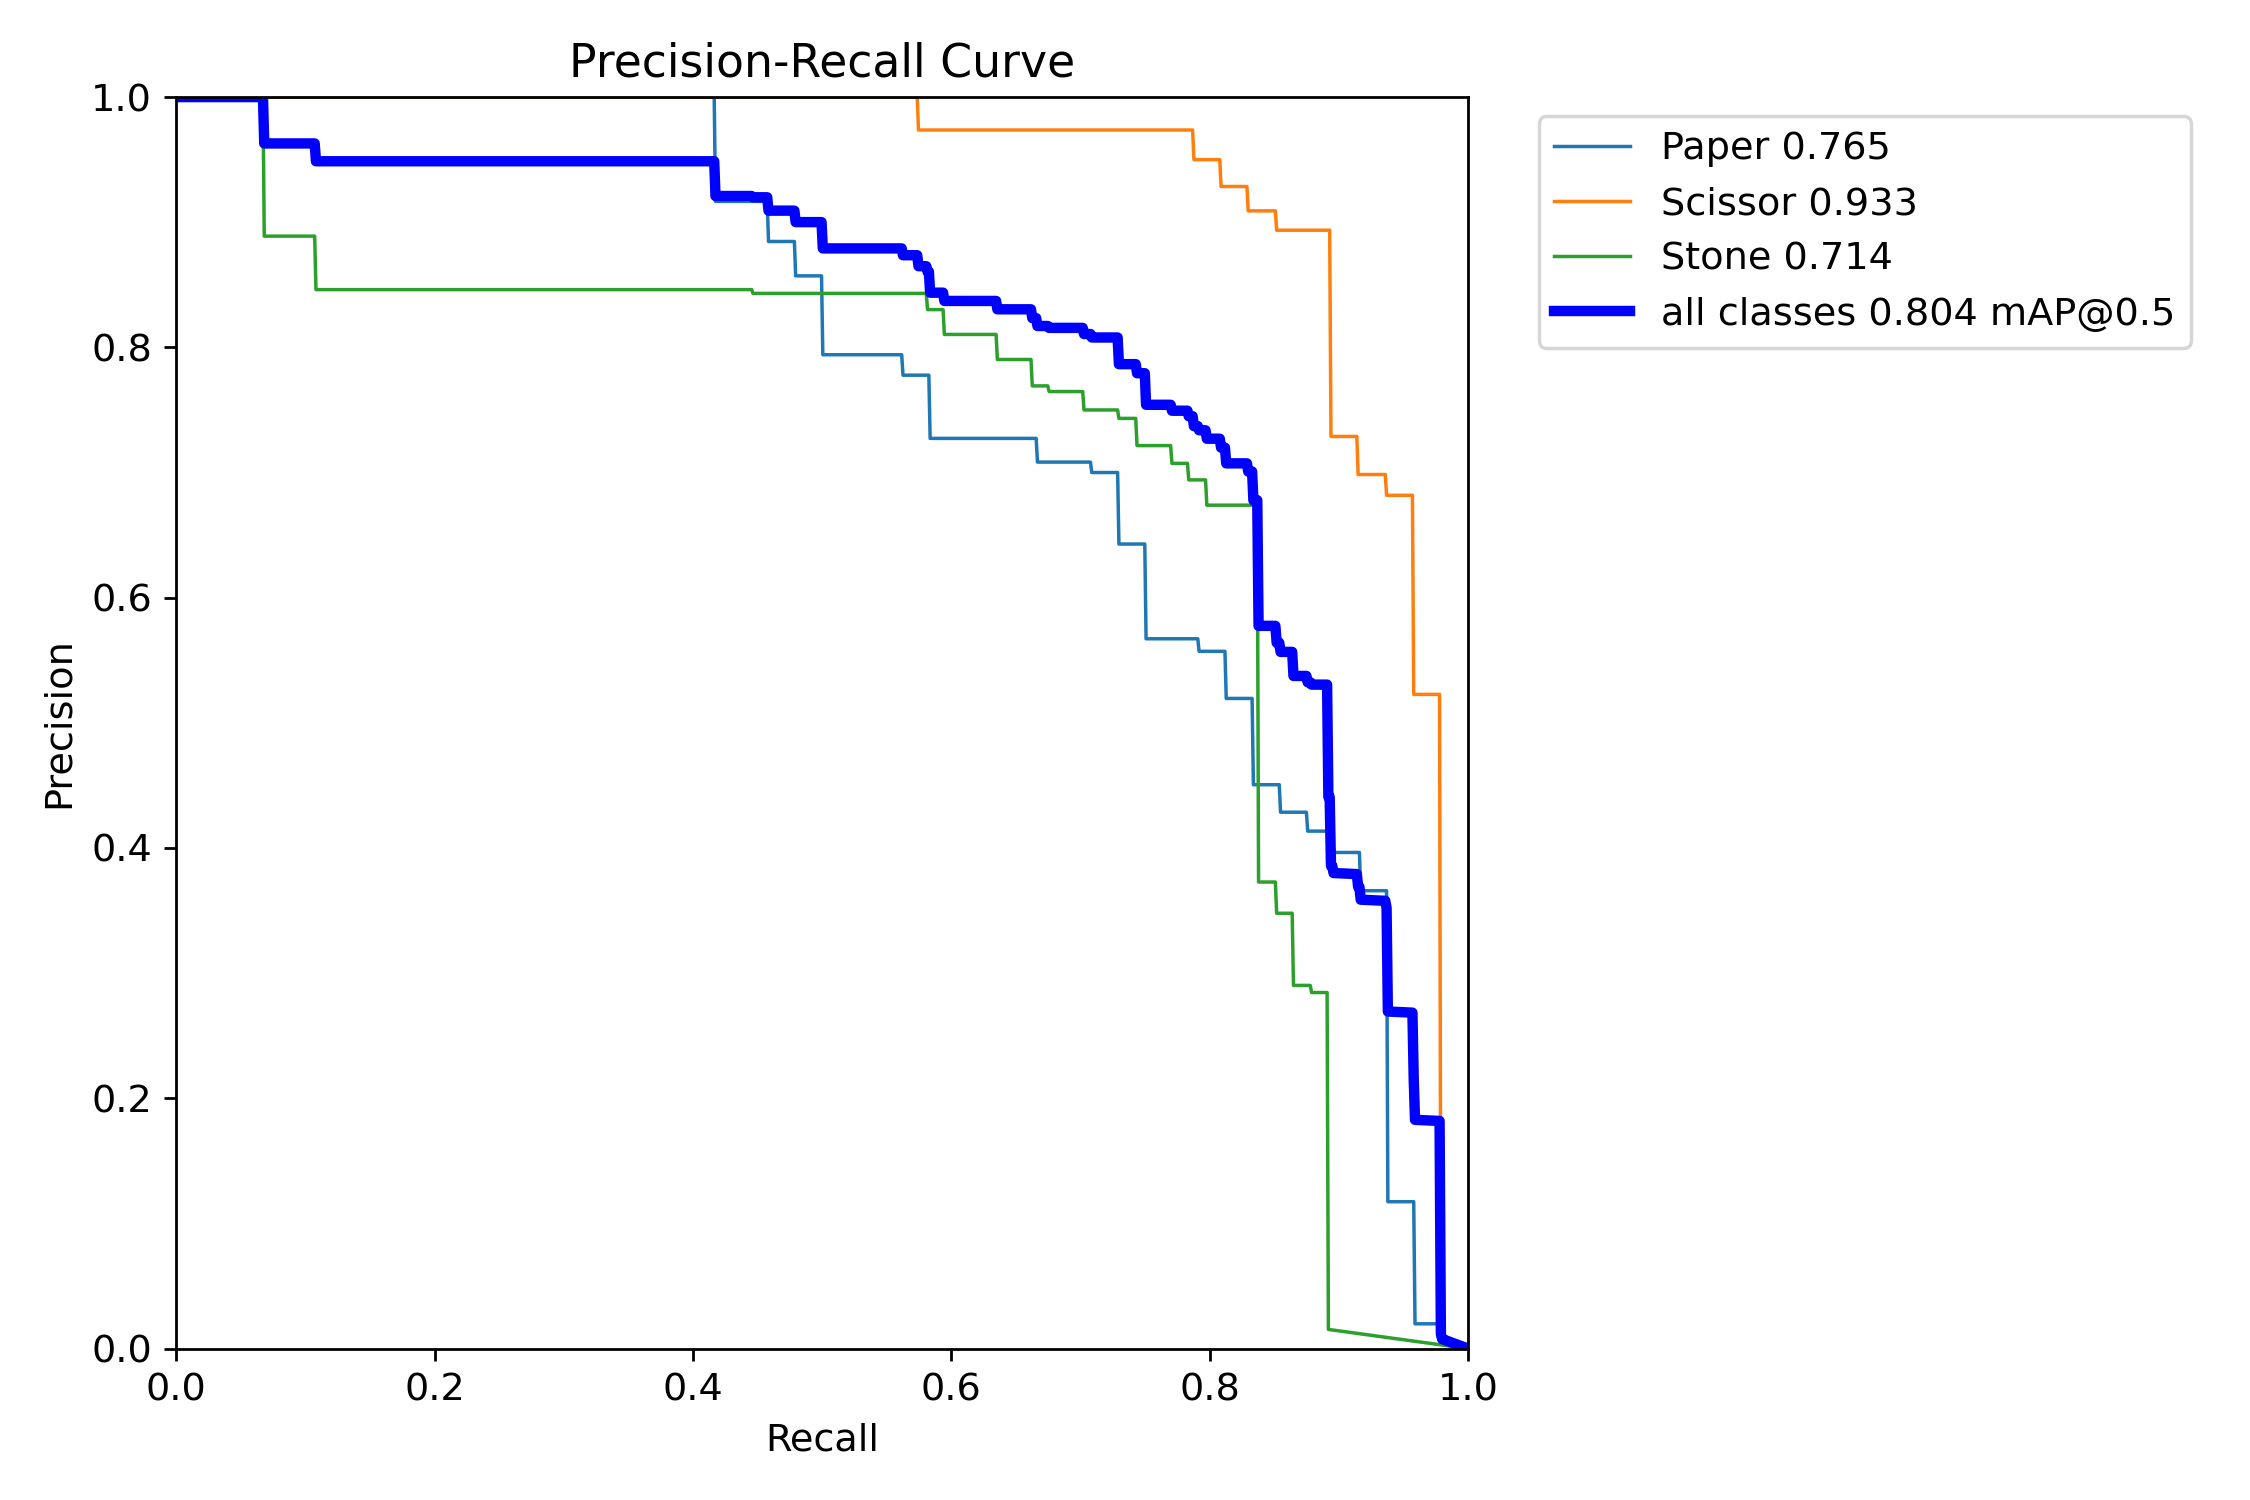 Precision-Recall Curve
1.0
0.8
0.6
0.4
0.2
0.0
Precision
0.0 0.2 0.4 0.6 0.8 1.0
Recall
Paper 0.765
Scissor 0.933
Stone 0.714
all classes 0.804 mAP@0.5